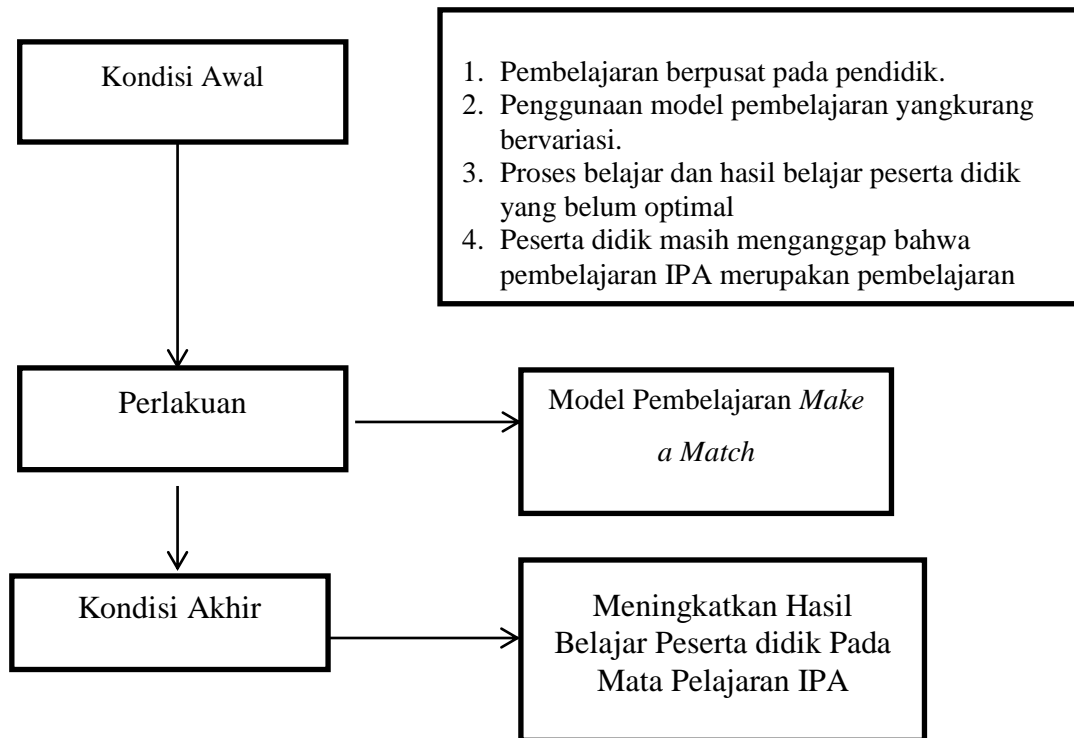 Kondisi Awal
1. Pembelajaran berpusat pada pendidik.
2. Penggunaan model pembelajaran yangkurang
bervariasi.
3. Proses belajar dan hasil belajar peserta didik
yang belum optimal
4. Peserta didik masih menganggap bahwa
pembelajaran IPA merupakan pembelajaran
Perlakuan
Model Pembelajaran Make
a Match
Kondisi Akhir
Meningkatkan Hasil
Belajar Peserta didik Pada
Mata Pelajaran IPA